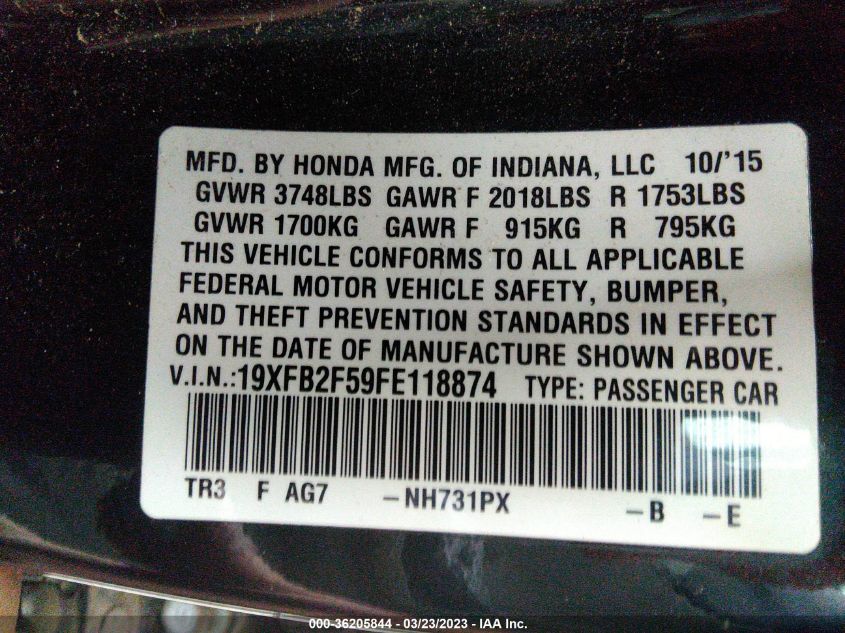 MFD. BY HONDA MFG. OF INDIANA, LLC 10/'15
GVWR 3748LBS GAWR F 2018LBS R 1753LBS
GVWR 1700KG GAWR F 915KG R 795KG
THIS VEHICLE CONFORMS TO ALL APPLICABLE
FEDERAL MOTOR VEHICLE SAFETY, BUMPER,
AND THEFT PREVENTION STANDARDS IN EFFECT
ON THE DATE OF MANUFACTURE SHOWN ABOVE.
V.I.N.:19XFB2F59FE118874 TYPE: PASSENGER CAR
TR3 F AG7 –NH731PX –B –E
000-36205844 - 03/23/2023 - IAA Inc.